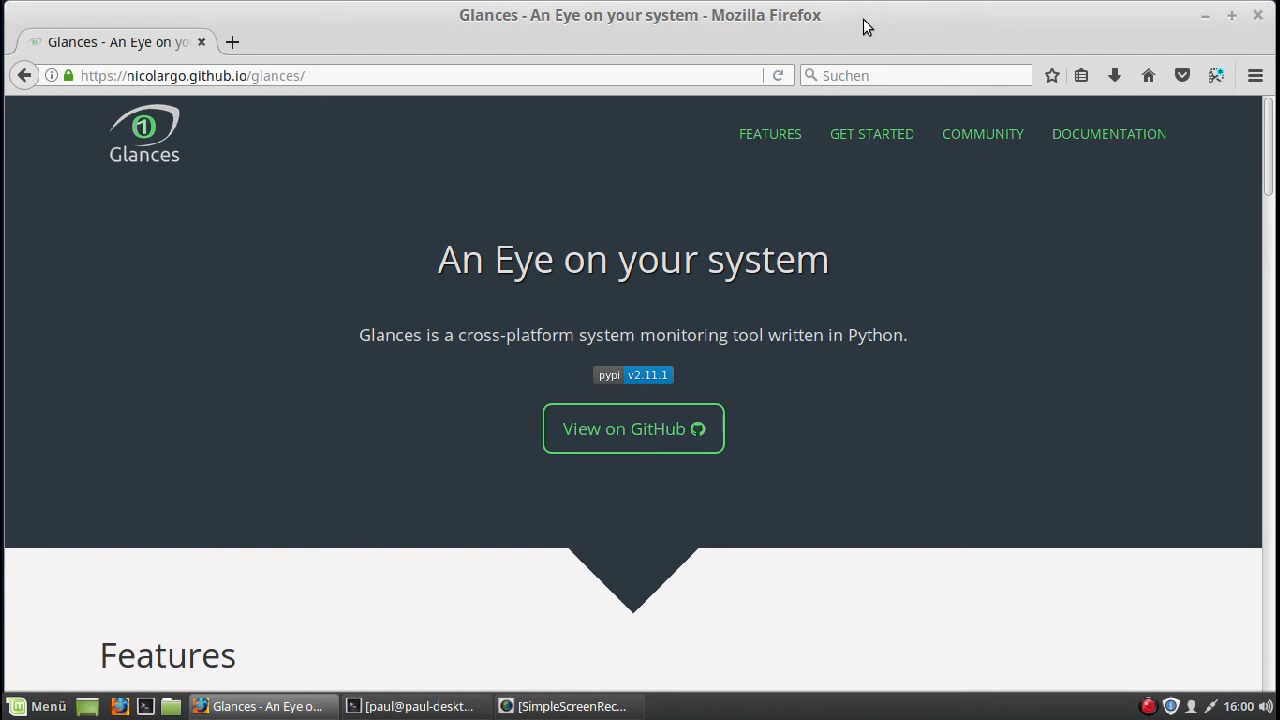 Glances - An Eye on your system - Mozilla Firefox
Glances - An Eye on yo
https://nicolargo.github.io/glances/
Suchen
Glances
FEATURES
GET STARTED
COMMUNITY
DOCUMENTATION
An Eye on your system
Glances is a cross-platform system monitoring tool written in Python.
pypi v2.11.1
View on GitHub
Features
Menü
Glances - An Eye o...
[paul@paul-deskt...
[SimpleScreenRec...
16:00